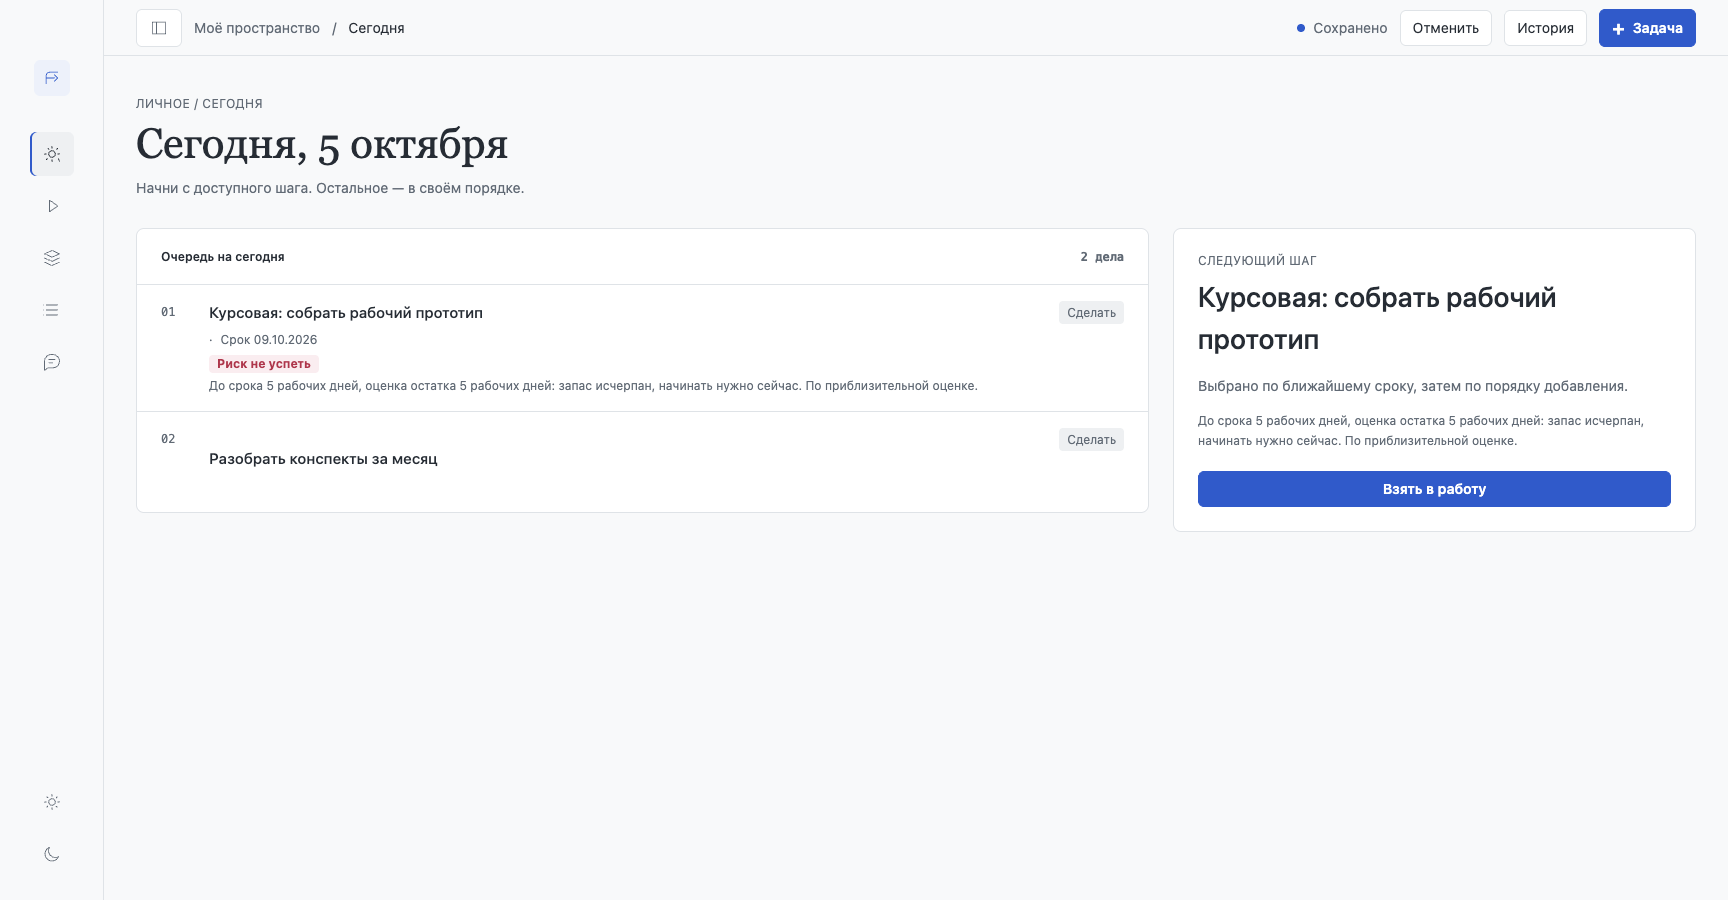 Моё пространство / Сегодня
Сохранено
Отменить
История
+ Задача
ЛИЧНОЕ / СЕГОДНЯ
Сегодня, 5 октября
Начни с доступного шага. Остальное — в своём порядке.
Очередь на сегодня
2 дела
01
Курсовая: собрать рабочий прототип
Сделать
· Срок 09.10.2026
Риск не успеть
До срока 5 рабочих дней, оценка остатка 5 рабочих дней: запас исчерпан, начинать нужно сейчас. По приблизительной оценке.
02
Сделать
Разобрать конспекты за месяц
СЛЕДУЮЩИЙ ШАГ
Курсовая: собрать рабочий
прототип
Выбрано по ближайшему сроку, затем по порядку добавления.
До срока 5 рабочих дней, оценка остатка 5 рабочих дней: запас исчерпан,
начинать нужно сейчас. По приблизительной оценке.
Взять в работу